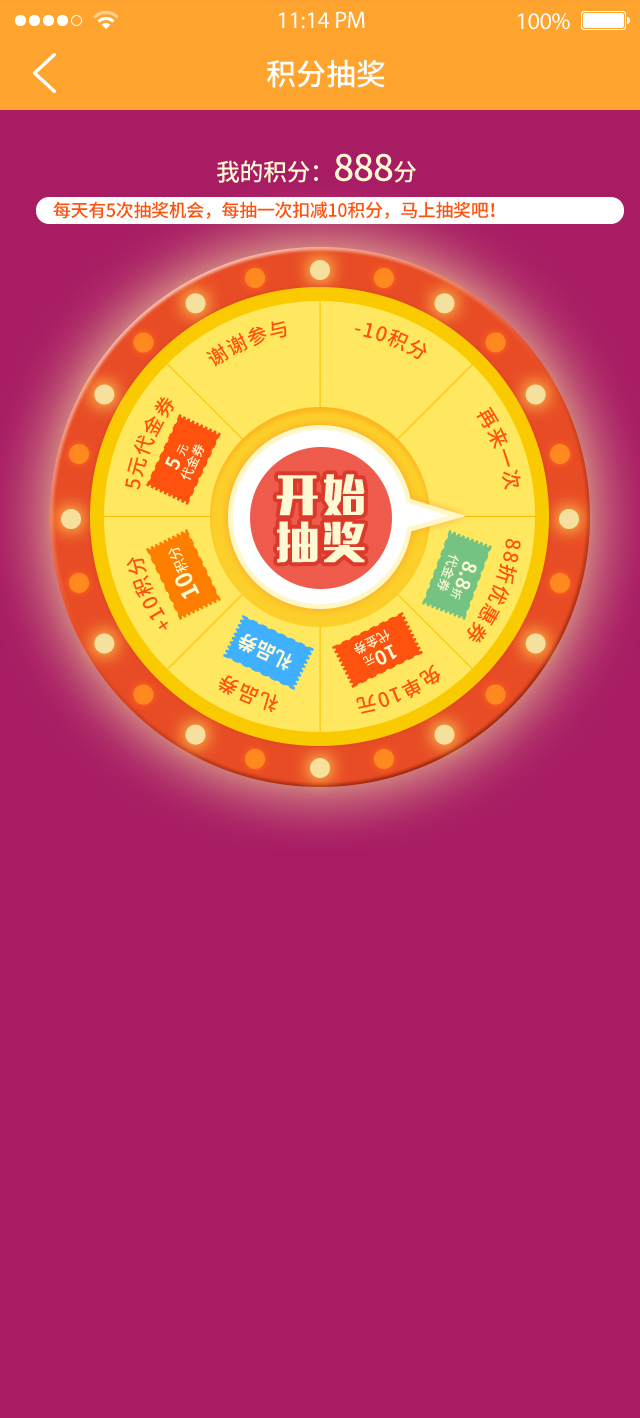 11:14 PM
100%
积分抽奖
我的积分：888分
每天有5次抽奖机会，每抽一次扣减10积分，马上抽奖吧！
谢谢参与
-10积分
再来一次
88折优惠券
8.8折
代金券
免单10元
10元
代金券
礼品券
礼品券
+10积分
10积分
5元代金券
5元
代金券
开始
抽奖